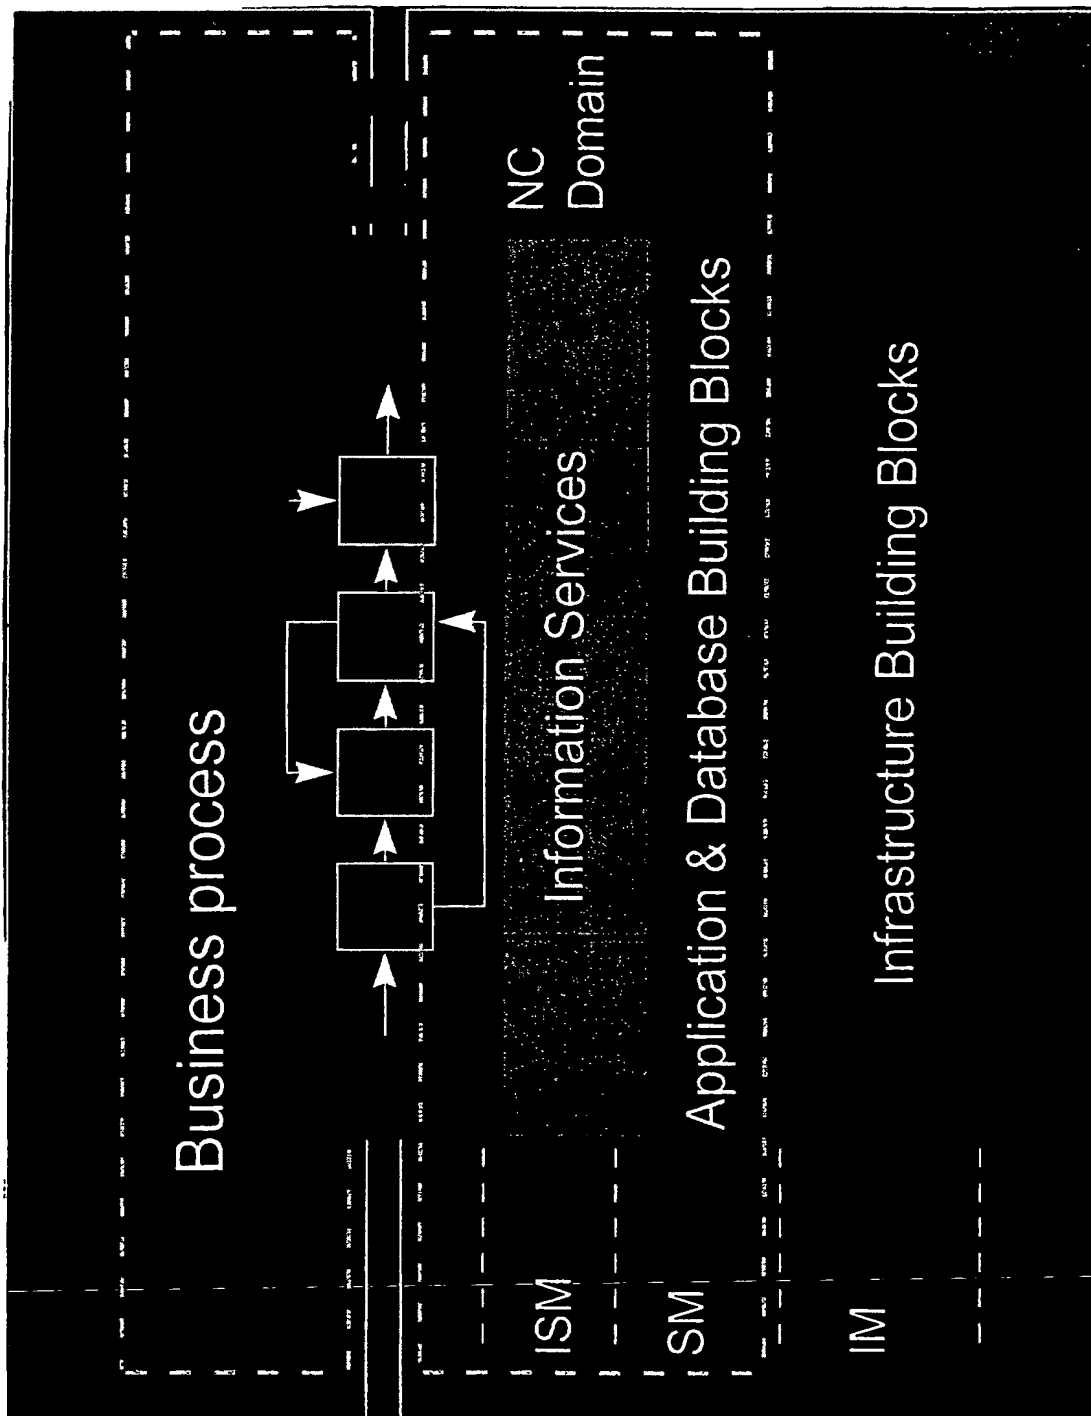 Business process
NC
Domain
ISM
Information Services
SM
Application & Database Building Blocks
IM
Infrastructure Building Blocks